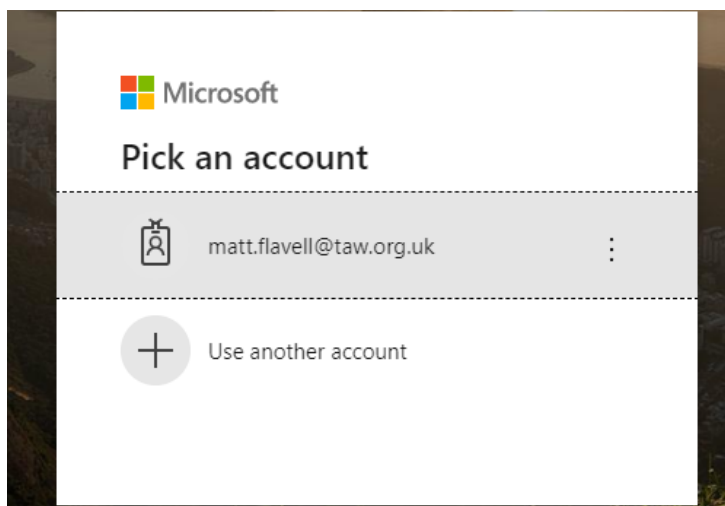 Microsoft
Pick an account
matt.flavell@taw.org.uk
Use another account